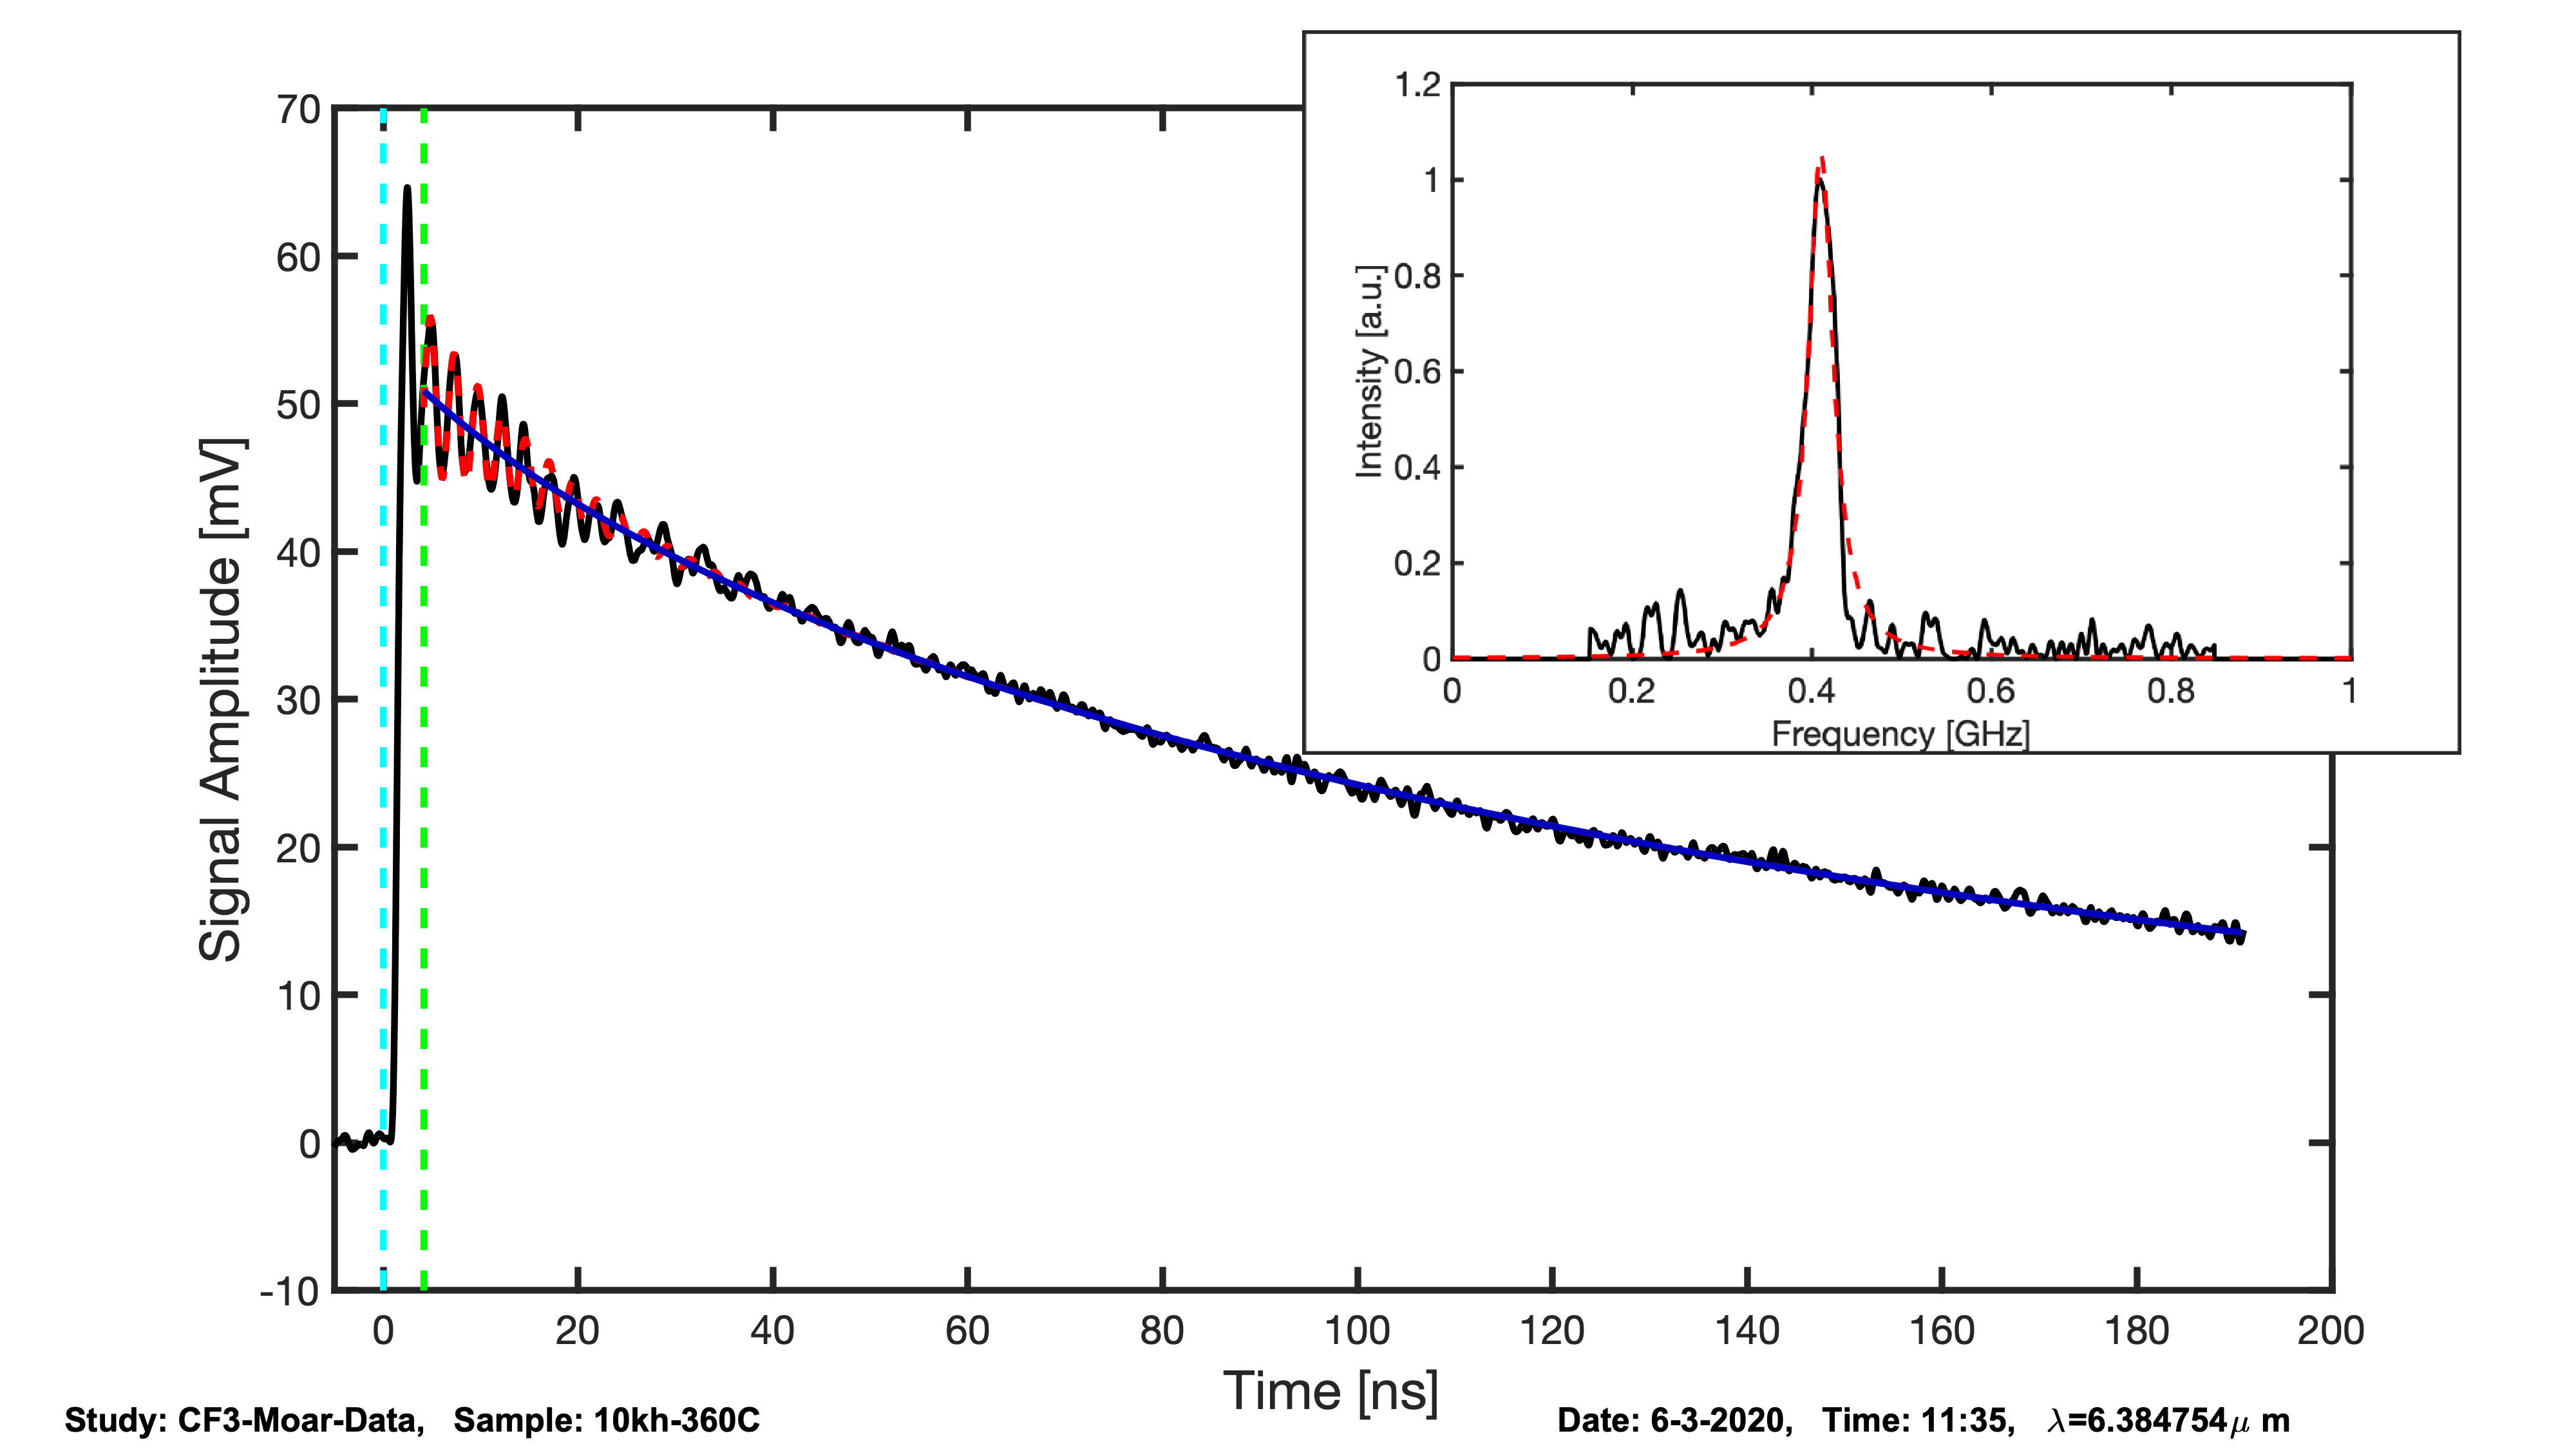 1.2
1
0.8
0.6
0.4
0.2
0
Intensity [a.u.]
0 0.2 0.4 0.6 0.8 1
Frequency [GHz]
70
60
50
40
30
20
10
0
-10
Signal Amplitude [mV]
0 20 40 60 80 100 120 140 160 180 200
Time [ns]
Study: CF3-Moar-Data, Sample: 10kh-360C
Date: 6-3-2020, Time: 11:35, λ=6.384754μ m